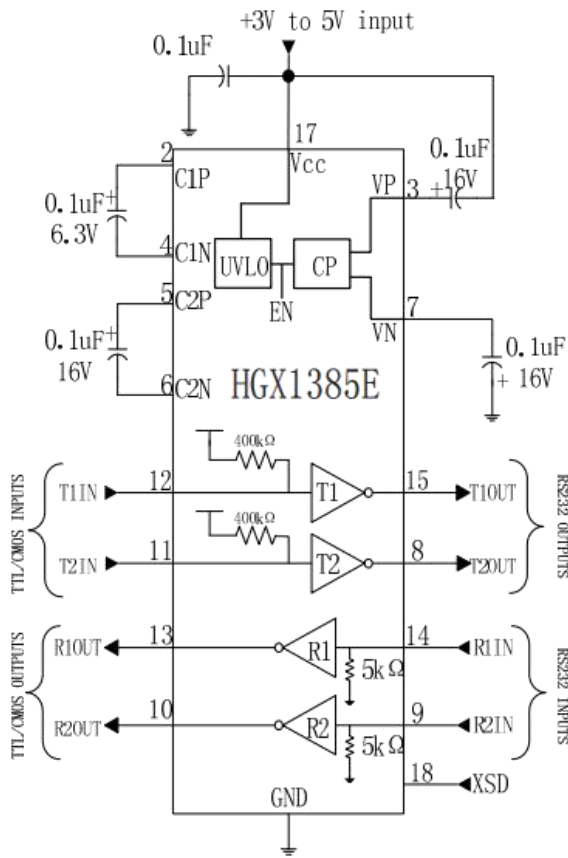 +3V to 5V input
0.1uF
17
Vcc
2
C1P
VP
3
+
0.1uF
16V
0.1uF
+
6.3V
4
C1N
UVLO
CP
EN
5
C2P
7
VN
0.1uF
+
16V
6
C2N
0.1uF
+ 16V
HGX1385E
TTL/CMOS INPUTS
400kΩ
T1IN
12
T1
15
T1OUT
400kΩ
T2IN
11
T2
8
T2OUT
RS232 OUTPUTS
TTL/CMOS OUTPUTS
R1OUT
13
R1
5kΩ
14
R1IN
R2OUT
10
R2
5kΩ
9
R2IN
RS232 INPUTS
18
XSD
GND